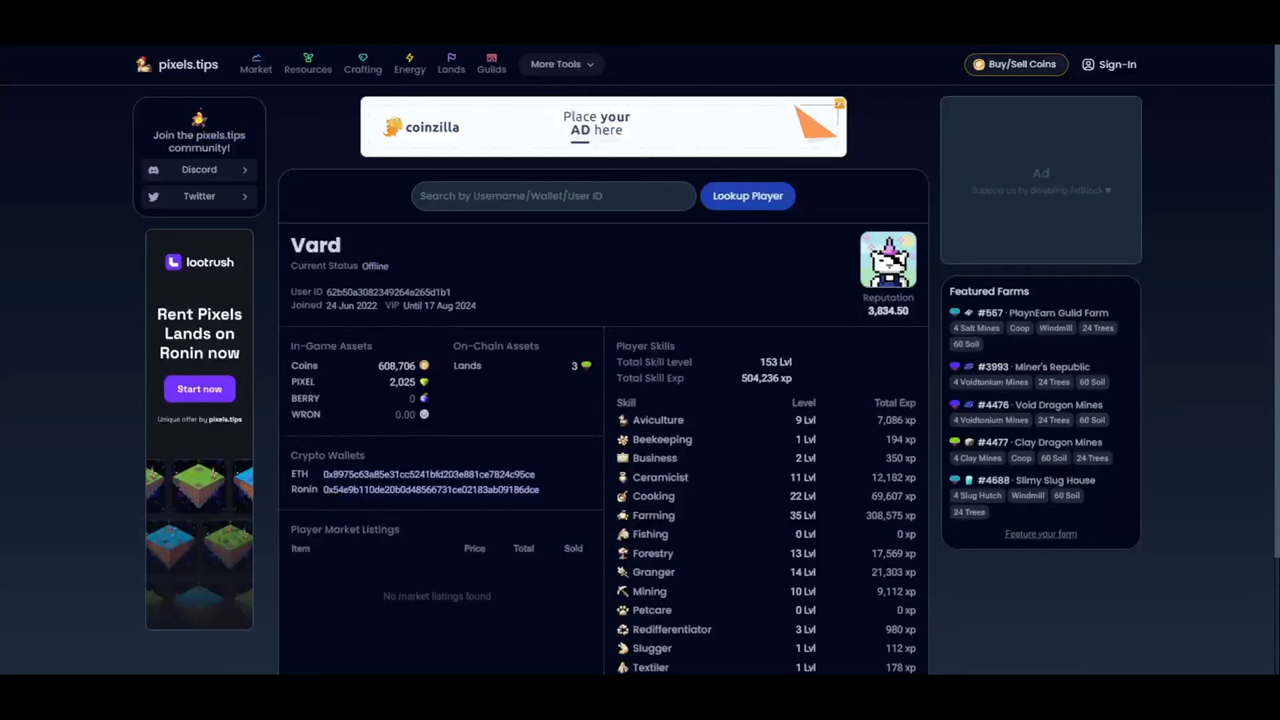 pixels.tips
Market
Resources
Crafting
Energy
Lands
Guilds
More Tools
Buy/Sell Coins
Sign-In
Join the pixels.tips
community!
Discord
Twitter
lootrush
Rent Pixels
Lands on
Ronin now
Start now
Unique offer by pixels.tips
coinzilla
Place your
AD here
Search by Username/Wallet/User ID
Lookup Player
Vard
Current Status Offline
User ID 62b50a3082349264a265d1b1
Joined 24 Jun 2022 VIP Until 17 Aug 2024
Reputation
3,834.50
In-Game Assets
Coins 608,706
PIXEL 2,025
BERRY 0
WRON 0.00
On-Chain Assets
Lands 3
Crypto Wallets
ETH 0x8975c63a85e31cc5241bfd203e881ce7824c95ce
Ronin 0x54e9b110de20b0d48566731ce02183ab09186dce
Player Market Listings
Item Price Total Sold
No market listings found
Player Skills
Total Skill Level 153 Lvl
Total Skill Exp 504,236 xp
Skill Level Total Exp
Aviculture 9 Lvl 7,086 xp
Beekeeping 1 Lvl 194 xp
Business 2 Lvl 350 xp
Ceramicist 11 Lvl 12,182 xp
Cooking 22 Lvl 69,607 xp
Farming 35 Lvl 308,575 xp
Fishing 0 Lvl 0 xp
Forestry 13 Lvl 17,569 xp
Granger 14 Lvl 21,303 xp
Mining 10 Lvl 9,112 xp
Petcare 0 Lvl 0 xp
Redifferentiator 3 Lvl 980 xp
Slugger 1 Lvl 112 xp
Textiler 1 Lvl 178 xp
Ad
Support us by disabling AdBlock ♥
Featured Farms
#567 · PlaynEarn Guild Farm
4 Salt Mines Coop Windmill 24 Trees
60 Soil
#3993 · Miner's Republic
4 Voidtonium Mines 24 Trees 60 Soil
#4476 · Void Dragon Mines
4 Voidtonium Mines 24 Trees 60 Soil
#4477 · Clay Dragon Mines
4 Clay Mines Coop 60 Soil 24 Trees
#4688 · Slimy Slug House
4 Slug Hutch Windmill 60 Soil
24 Trees
Feature your farm